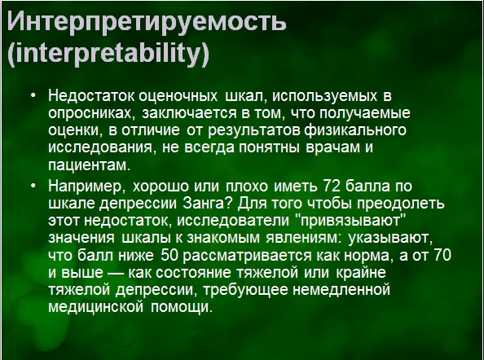 Интерпретируемость
(interpretability)
• Недостаток оценочных шкал, используемых в
опросниках, заключается в том, что получаемые
оценки, в отличие от результатов физикального
исследования, не всегда понятны врачам и
пациентам.
• Например, хорошо или плохо иметь 72 балла по
шкале депрессии Занга? Для того чтобы преодолеть
этот недостаток, исследователи "привязывают"
значения шкалы к знакомым явлениям: указывают,
что балл ниже 50 рассматривается как норма, а от 70
и выше — как состояние тяжелой или крайне
тяжелой депрессии, требующее немедленной
медицинской помощи.